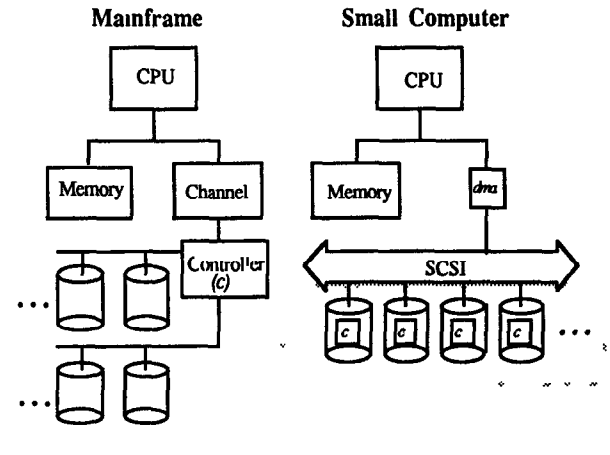 Mainframe
Small Computer
CPU
CPU
Memory
Channel
Memory
dma
Controller
(c)
SCSI
...
c
c
c
c
...
...